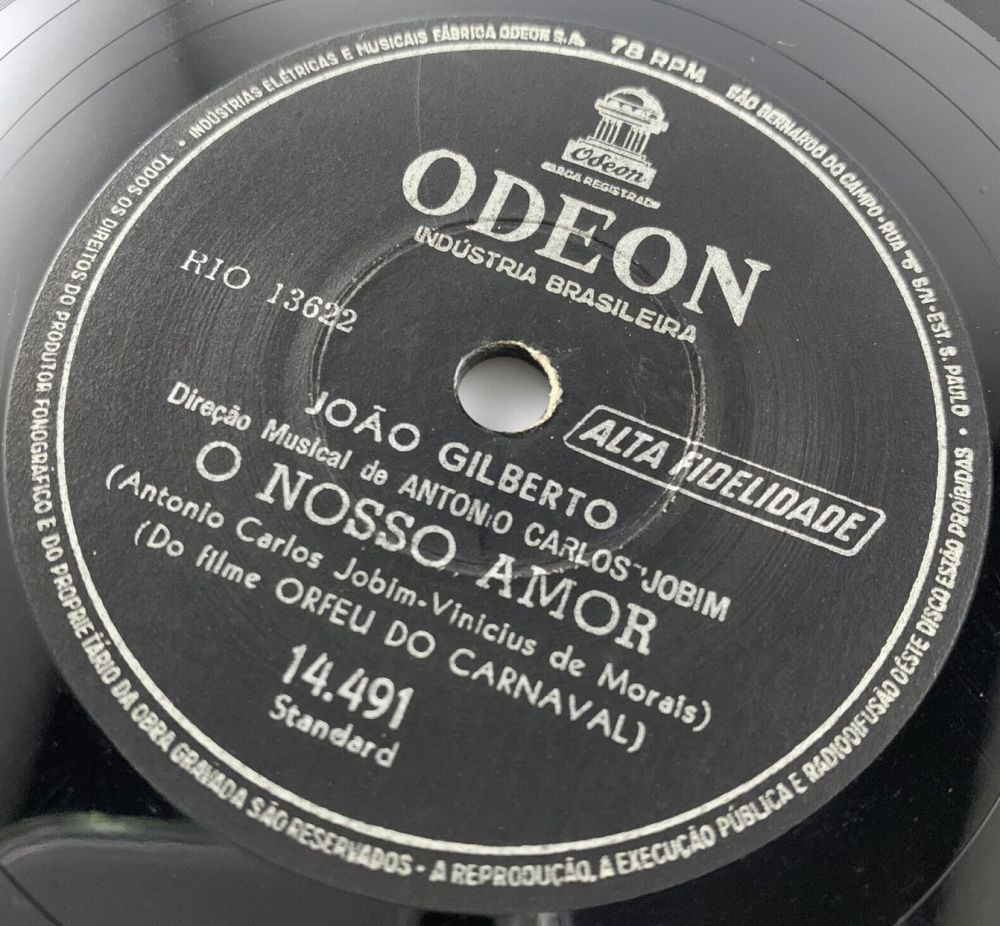 INDÚSTRIAS ELÉTRICAS E MUSICAIS FÁBRICA ODEON S.A. 78 RPM SÃO BERNARDO DO CAMPO - RUA "B" S/N - EST. S. PAULO •
Odeon
MARCA REGISTRADA
ODEON
INDÚSTRIA BRASILEIRA
RIO 13622
ALTA FIDELIDADE
JOÃO GILBERTO
Direção Musical de ANTONIO CARLOS JOBIM
O NOSSO AMOR
(Antonio Carlos Jobim-Vinicius de Morais)
(Do filme ORFEU DO CARNAVAL)
14.491
Standard
TODOS OS DIREITOS DO PRODUTOR FONOGRÁFICO E DO PROPRIETÁRIO DA OBRA GRAVADA SÃO RESERVADOS - A REPRODUÇÃO, A EXECUÇÃO PÚBLICA E RADIODIFUSÃO DÊSTE DISCO ESTÃO PROÍBIDAS •